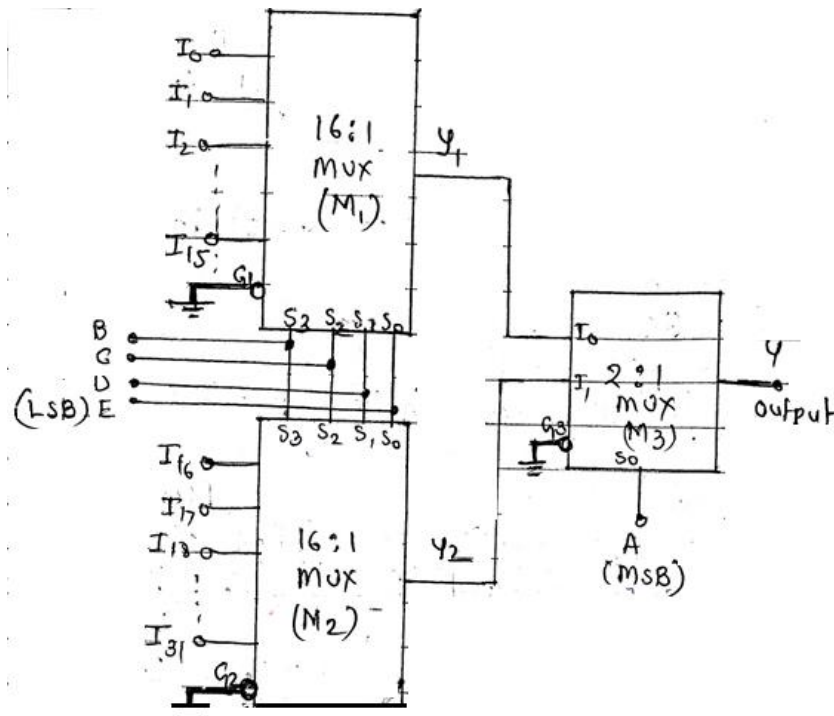 I0
I1
I2
I15
16:1
MUX
(M1)
G1
S3 S2 S1 S0
Y1
B
C
D
(LSB) E
S3 S2 S1 S0
I16
I17
I18
I31
16:1
MUX
(M2)
G2
Y2
I0
I1 2:1
MUX
(M3)
G3
S0
A
(MSB)
Y
output